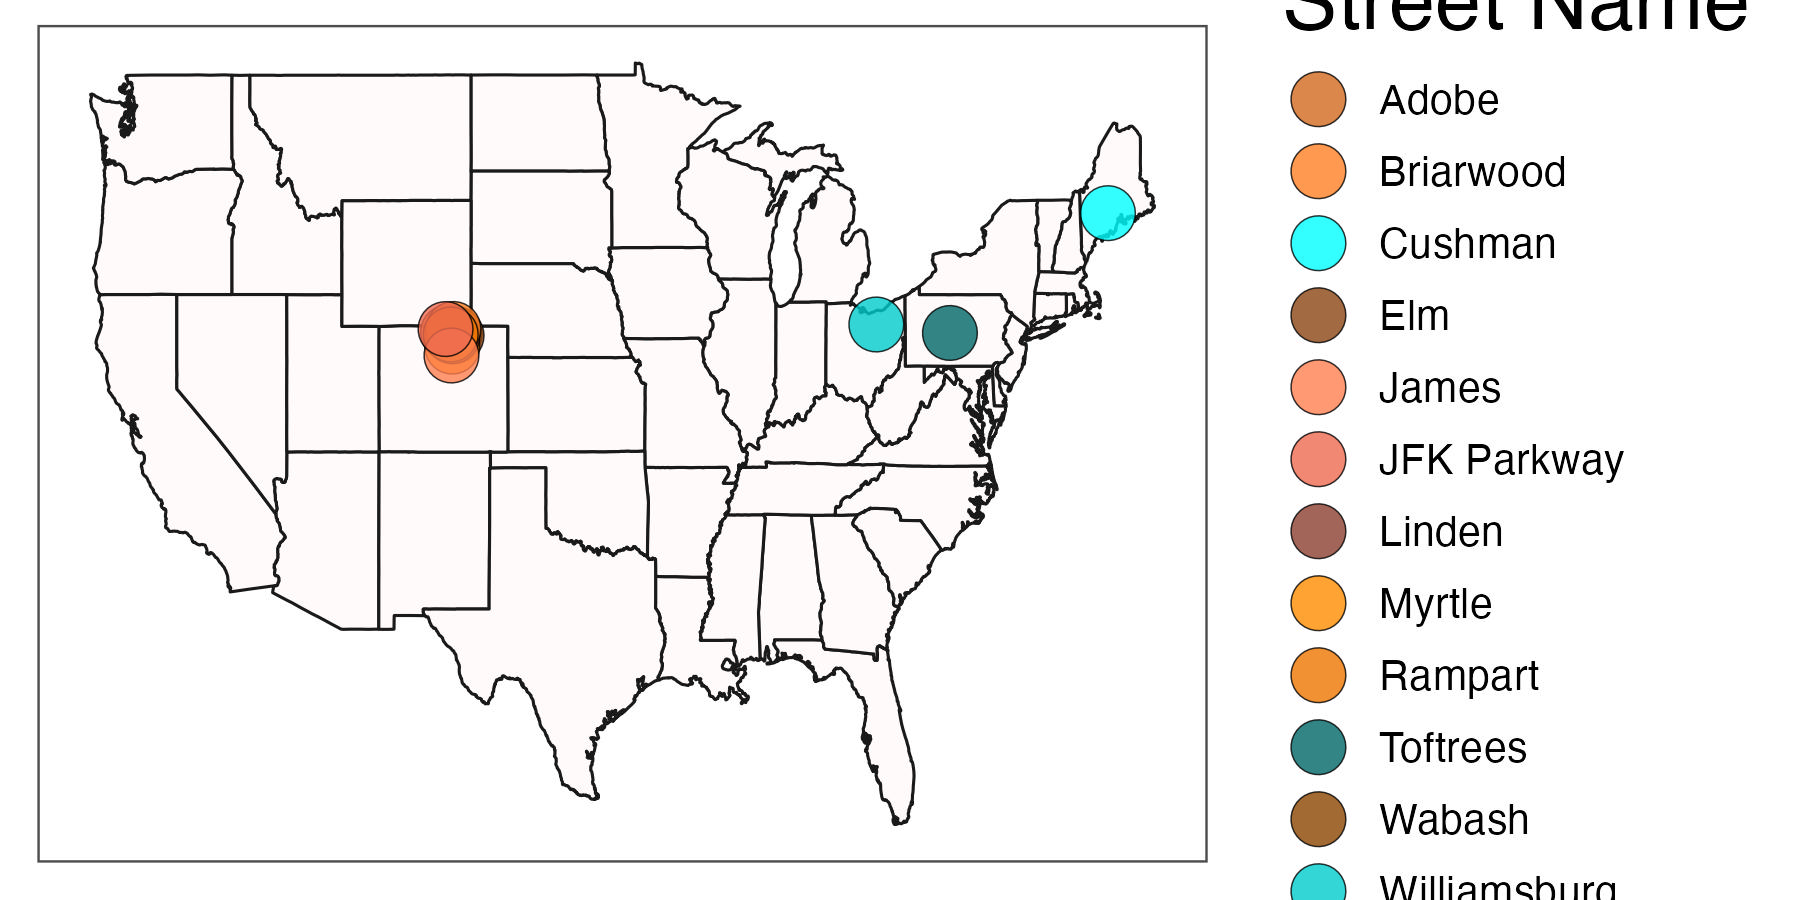 Street Name
Adobe
Briarwood
Cushman
Elm
James
JFK Parkway
Linden
Myrtle
Rampart
Toftrees
Wabash
Williamsburg